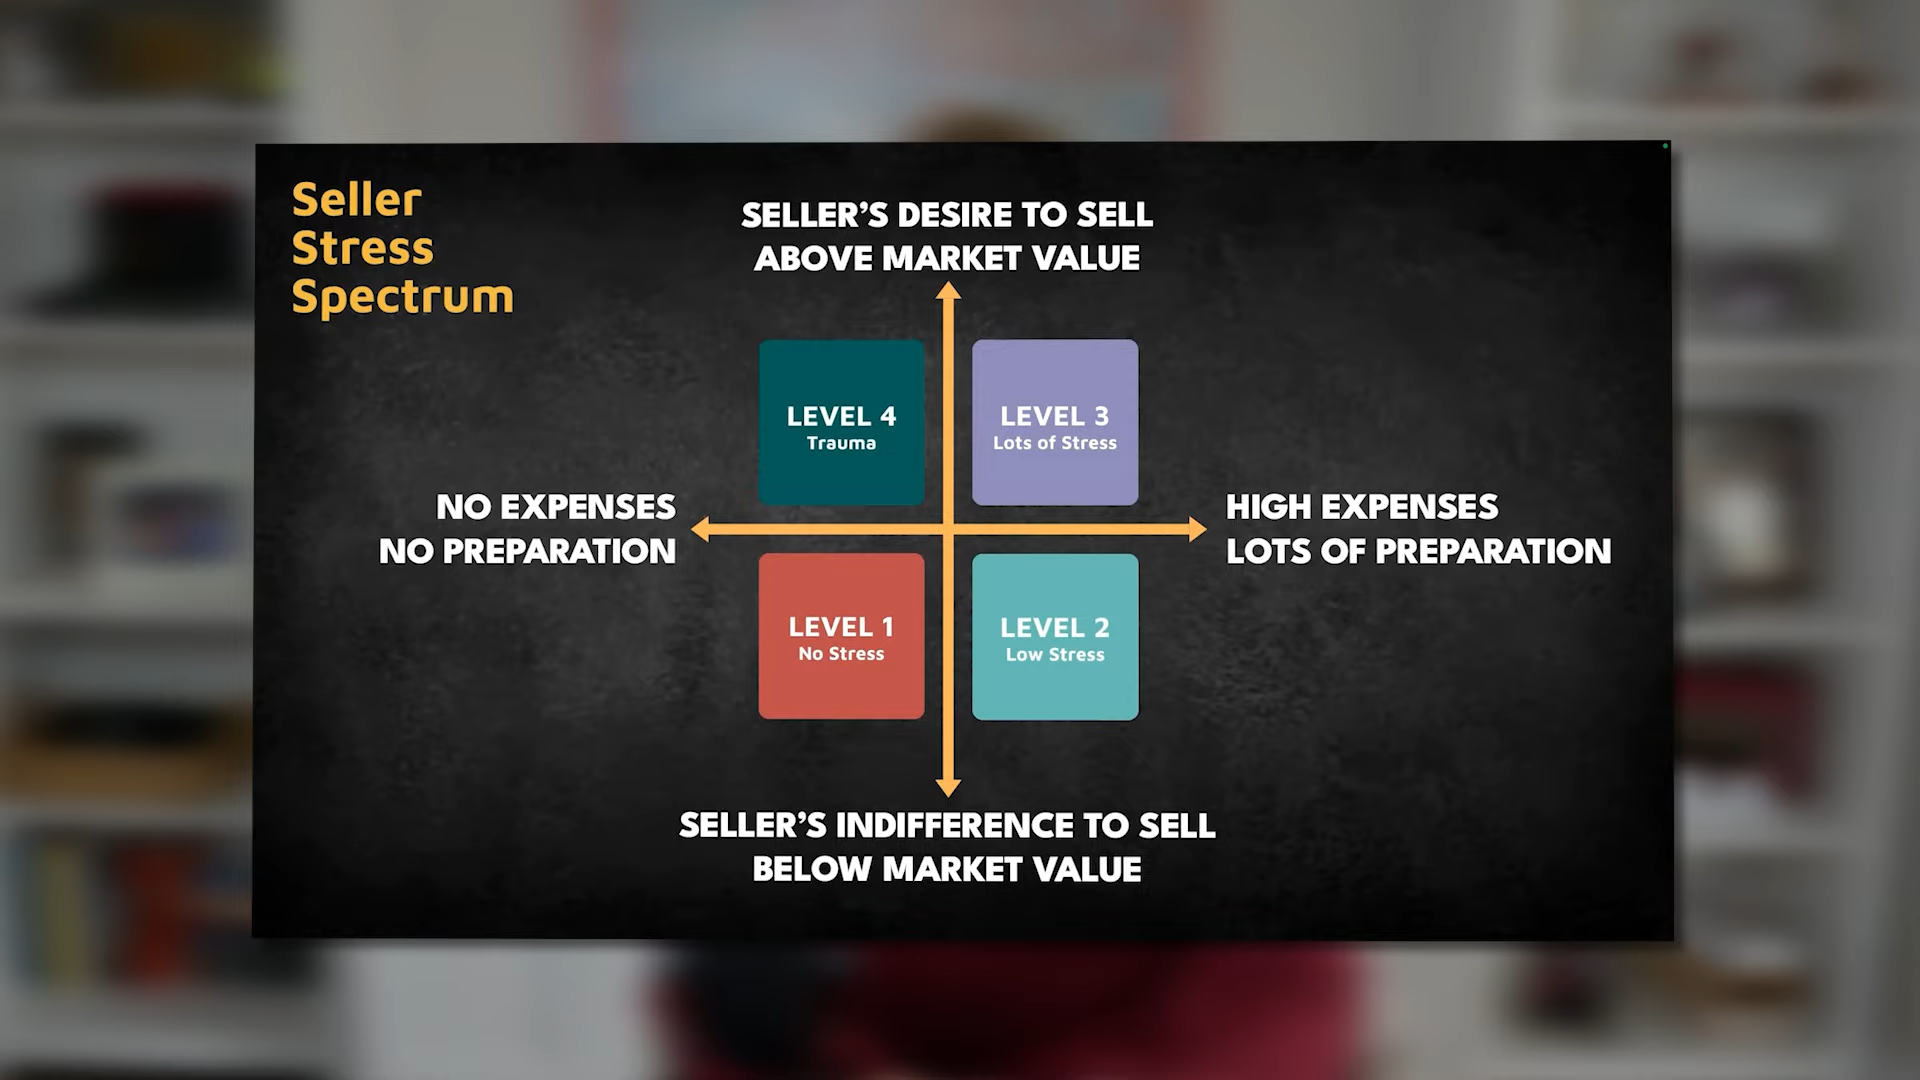 Seller
Stress
Spectrum
SELLER'S DESIRE TO SELL
ABOVE MARKET VALUE
LEVEL 4
Trauma
LEVEL 3
Lots of Stress
NO EXPENSES
NO PREPARATION
HIGH EXPENSES
LOTS OF PREPARATION
LEVEL 1
No Stress
LEVEL 2
Low Stress
SELLER'S INDIFFERENCE TO SELL
BELOW MARKET VALUE